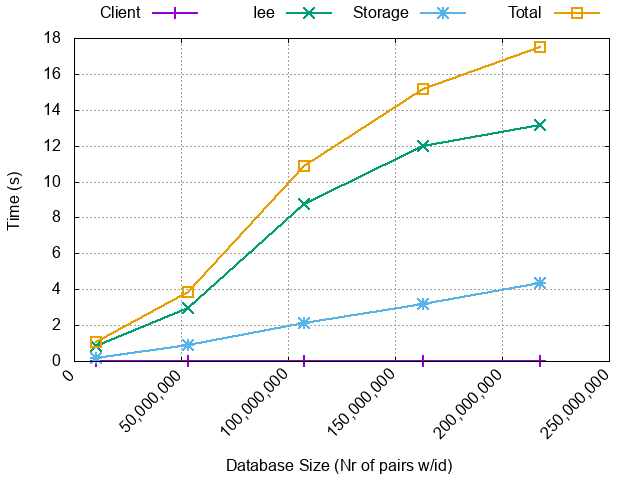 Client Iee Storage Total
18
16
14
12
10
8
6
4
2
0
Time (s)
0 50,000,000 100,000,000 150,000,000 200,000,000 250,000,000
Database Size (Nr of pairs w/id)